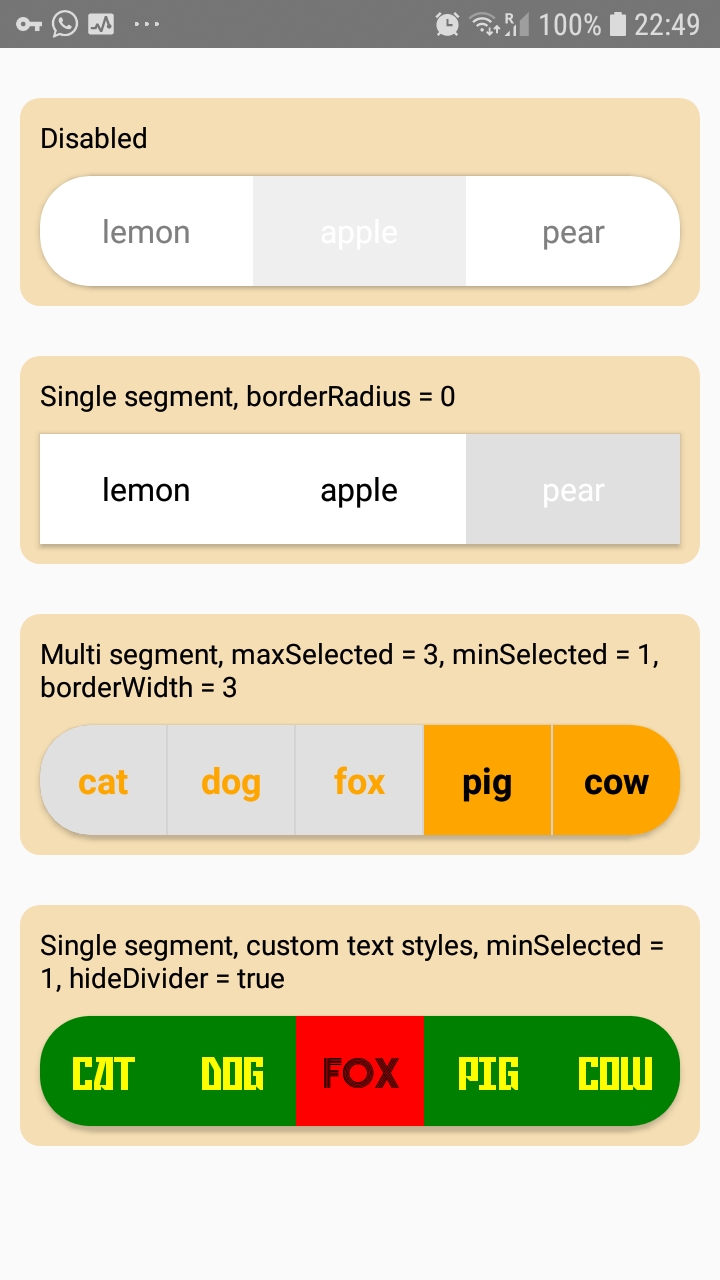 R 100% 22:49
Disabled
lemon apple pear
Single segment, borderRadius = 0
lemon apple pear
Multi segment, maxSelected = 3, minSelected = 1,
borderWidth = 3
cat dog fox pig cow
Single segment, custom text styles, minSelected =
1, hideDivider = true
CAT DOG FOX PIG COW